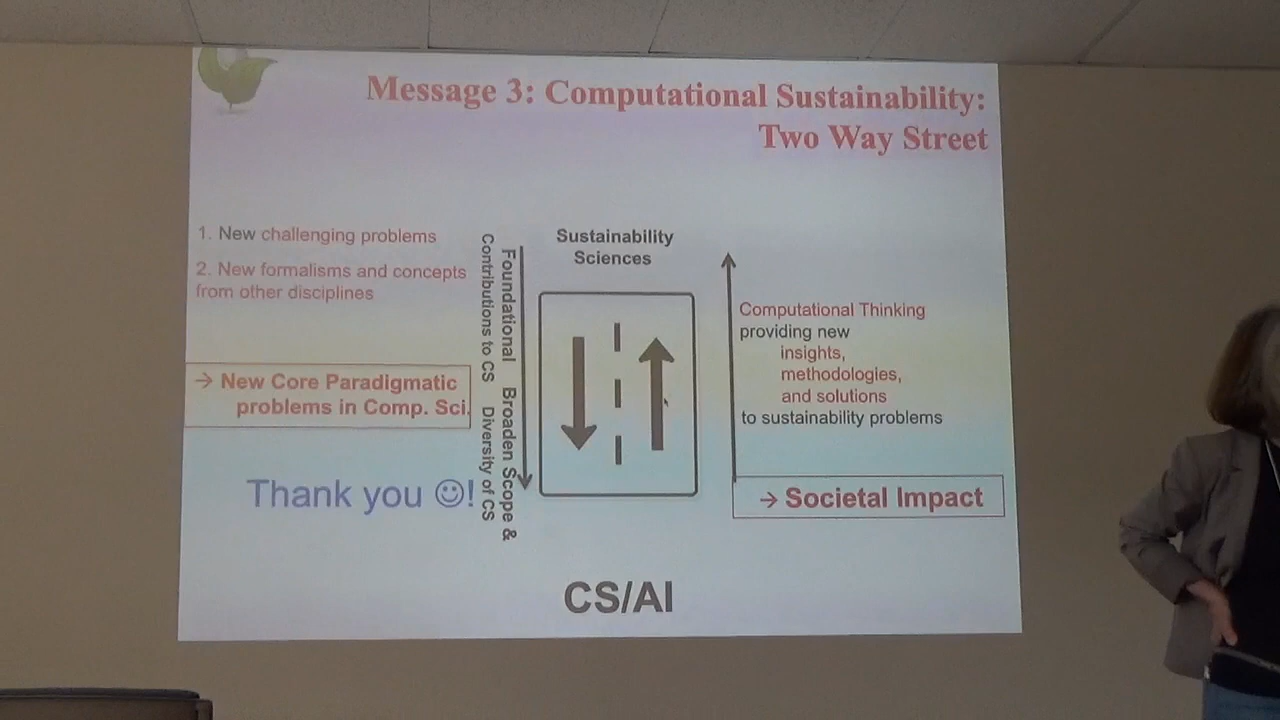 Message 3: Computational Sustainability:
Two Way Street
1. New challenging problems
2. New formalisms and concepts
from other disciplines
→ New Core Paradigmatic
problems in Comp. Sci.
Thank you ☺!
Foundational Broaden Scope &
Contributions to CS Diversity of CS
Sustainability
Sciences
Computational Thinking
providing new
insights,
methodologies,
and solutions
to sustainability problems
→ Societal Impact
CS/AI